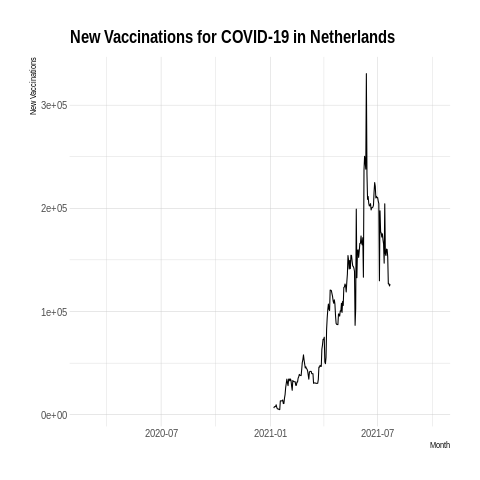 New Vaccinations for COVID-19 in Netherlands
New Vaccinations
3e+05
2e+05
1e+05
0e+00
2020-07
2021-01
2021-07
Month